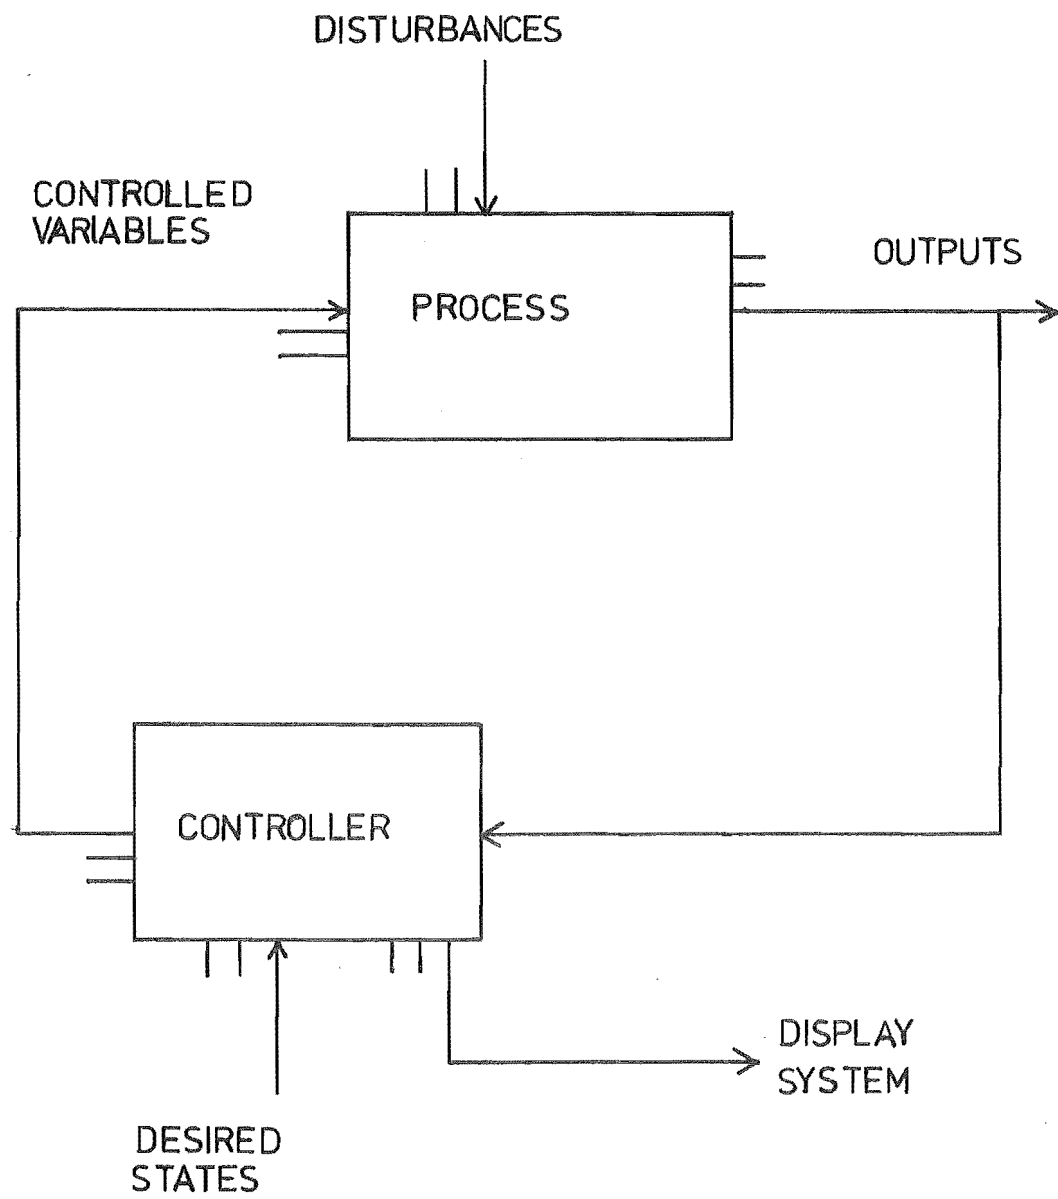 DISTURBANCES
CONTROLLED
VARIABLES
OUTPUTS
PROCESS
CONTROLLER
DISPLAY
SYSTEM
DESIRED
STATES